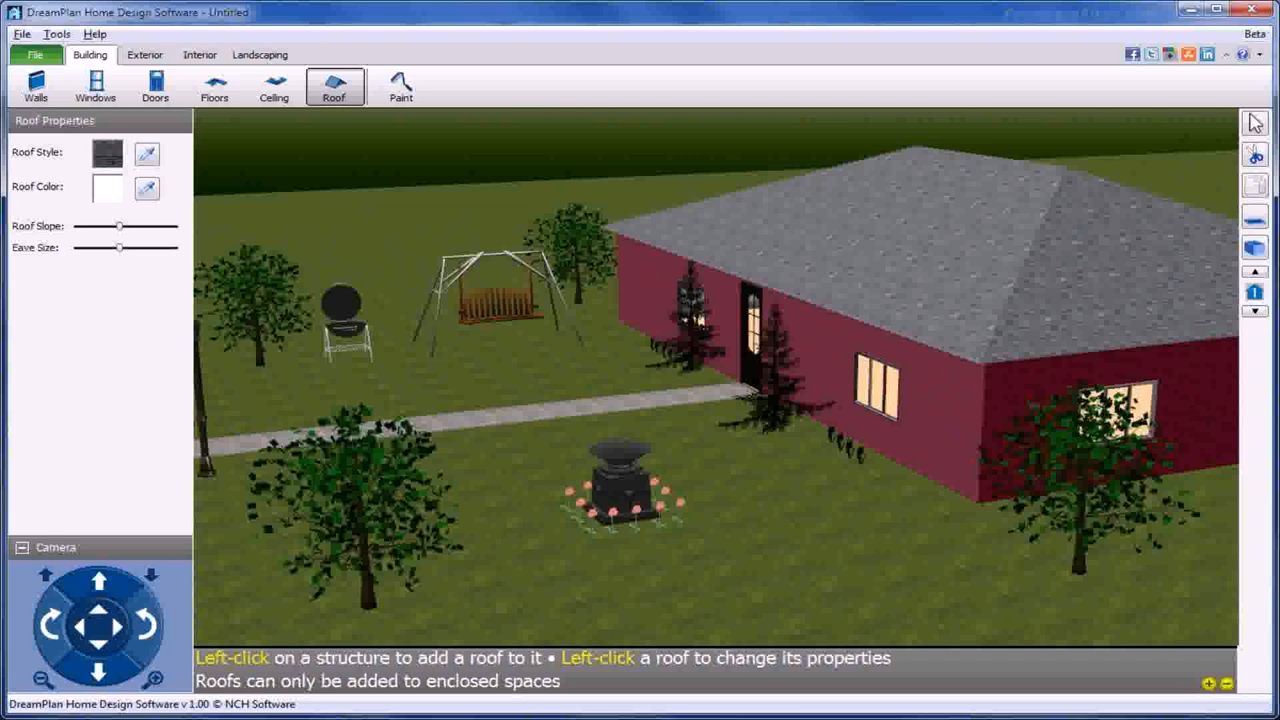 DreamPlan Home Design Software - Untitled
File Tools Help Beta
File Building Exterior Interior Landscaping
Walls Windows Doors Floors Ceiling Roof Paint
Roof Properties
Roof Style:
Roof Color:
Roof Slope:
Eave Size:
Camera
Left-click on a structure to add a roof to it • Left-click a roof to change its properties
Roofs can only be added to enclosed spaces
DreamPlan Home Design Software v 1.00 © NCH Software